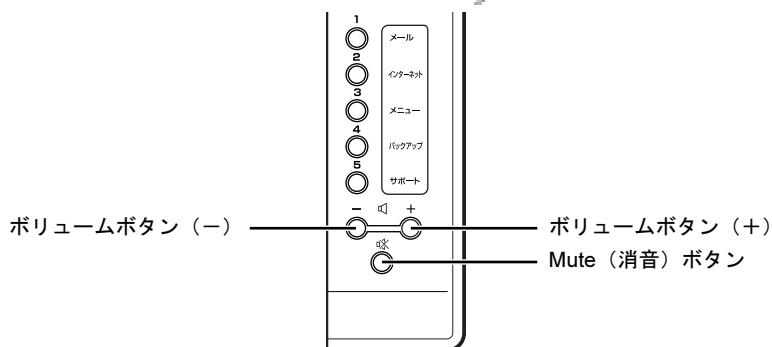 1
メール
2
インターネット
3
メニュー
4
バックアップ
5
サポート
− +
ボリュームボタン（−）
ボリュームボタン（＋）
Mute（消音）ボタン